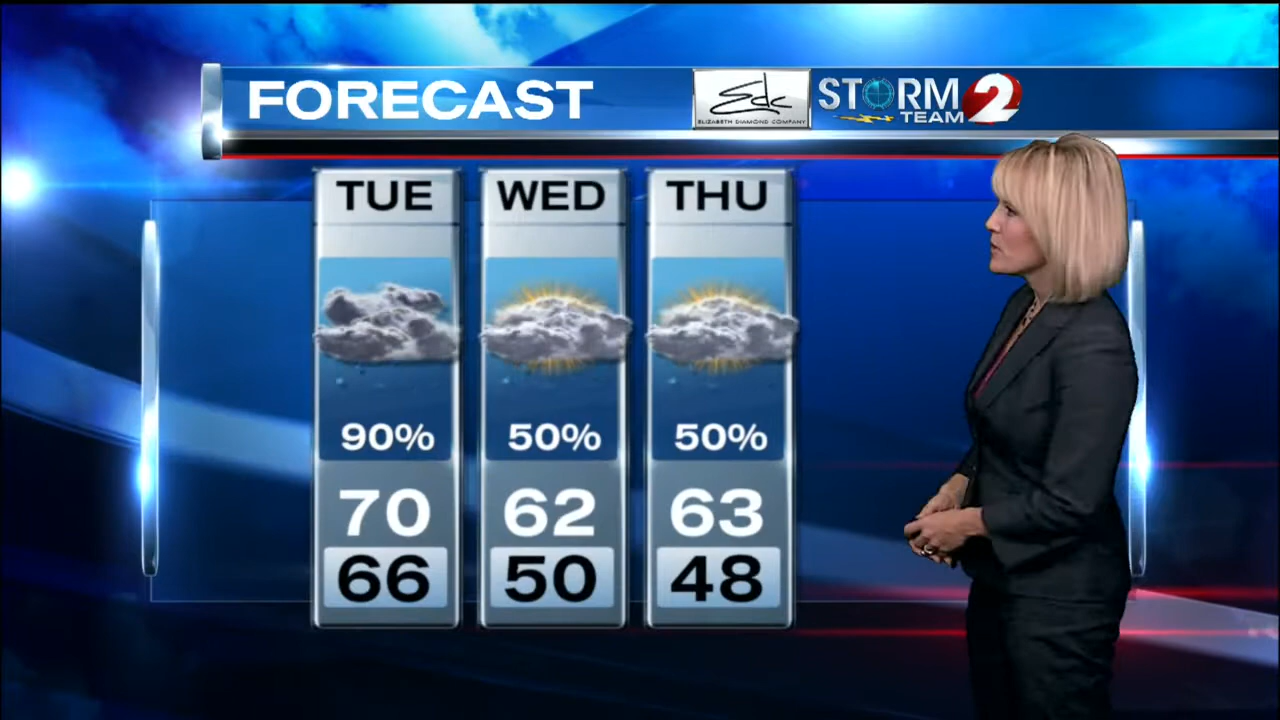 FORECAST
Edc
ELIZABETH DIAMOND COMPANY
STORM
TEAM
2
TUE WED THU
90% 50% 50%
70 62 63
66 50 48